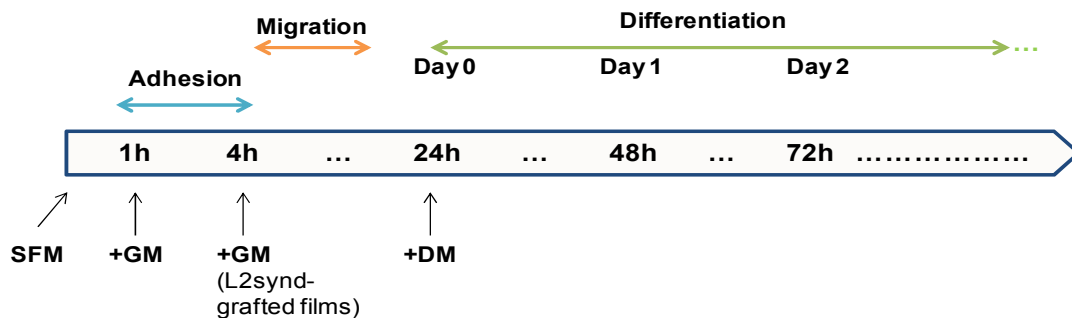 Migration
Differentiation
...
Adhesion
Day 0
Day 1
Day 2
1h
4h
...
24h
...
48h
...
72h
..................
SFM
+GM
+GM
(L2synd-
grafted films)
+DM